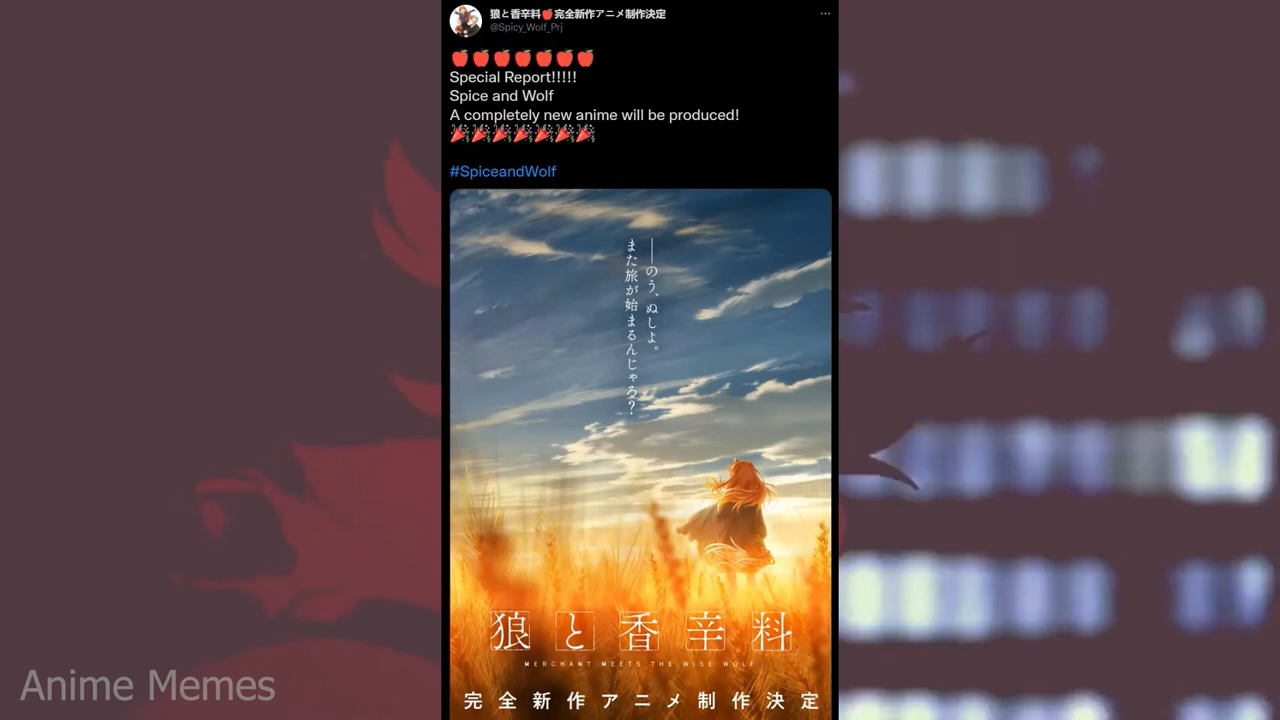 狼と香辛料🍎完全新作アニメ制作決定
@Spicy_Wolf_Prj
🍎🍎🍎🍎🍎🍎🍎
Special Report!!!!!
Spice and Wolf
A completely new anime will be produced!
🎉🎉🎉🎉🎉🎉🎉
#SpiceandWolf
――のう、ぬしよ。
また旅が始まるんじゃろ?
狼と香辛料
MERCHANT MEETS THE WISE WOLF
完全新作アニメ制作決定
Anime Memes